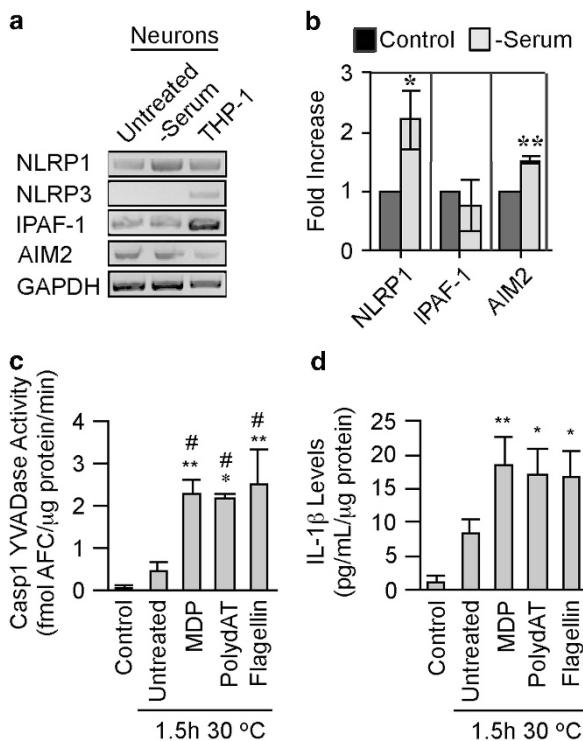 a
Neurons
Untreated
-Serum
THP-1
NLRP1
NLRP3
IPAF-1
AIM2
GAPDH
b
Control -Serum
Fold Increase
3
2
1
0
*
**
NLRP1
IPAF-1
AIM2
c
Casp1 YVADase Activity
(fmol AFC/µg protein/min)
4
3
2
1
0
#
**
#
*
#
**
Control
Untreated
MDP
PolydAT
Flagellin
1.5h 30 ºC
d
IL-1β Levels
(pg/mL/µg protein)
25
20
15
10
5
0
**
*
*
Control
Untreated
MDP
PolydAT
Flagellin
1.5h 30 ºC